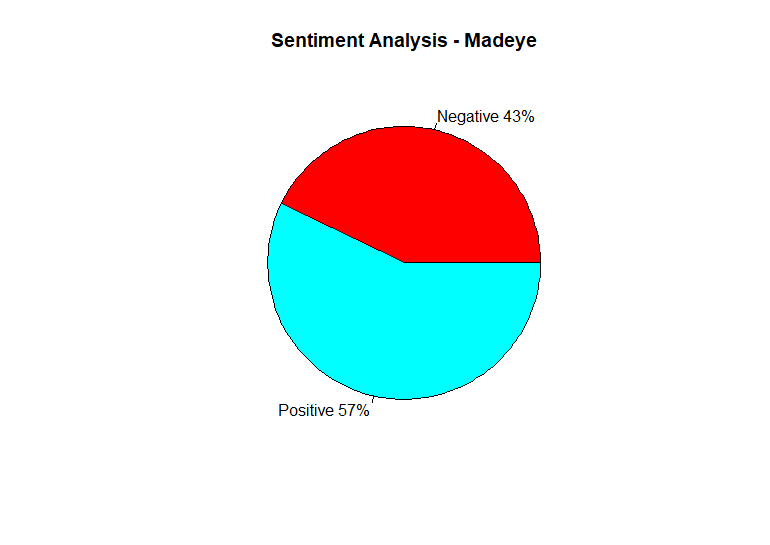 Sentiment Analysis - Madeye
Negative 43%
Positive 57%